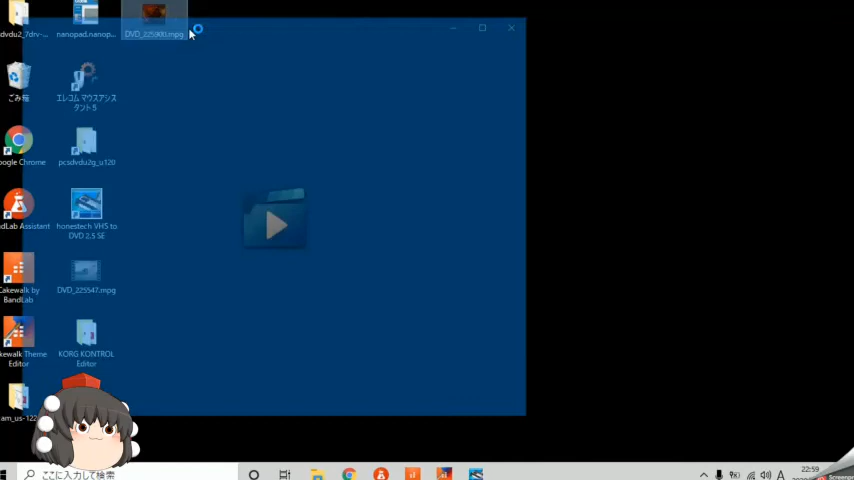 dvdu2_7drv-...
nanopad.nanop...
DVD_225900.mpg
ごみ箱
エレコム マウスアシス
タント 5
oogle Chrome
pcsdvdu2g_u120
ndLab Assistant
honestech VHS to
DVD 2.5 SE
Cakewalk by
BandLab
DVD_225547.mpg
kewalk Theme
Editor
KORG KONTROL
Editor
am_us-122
ここに入力して検索
A
22:59